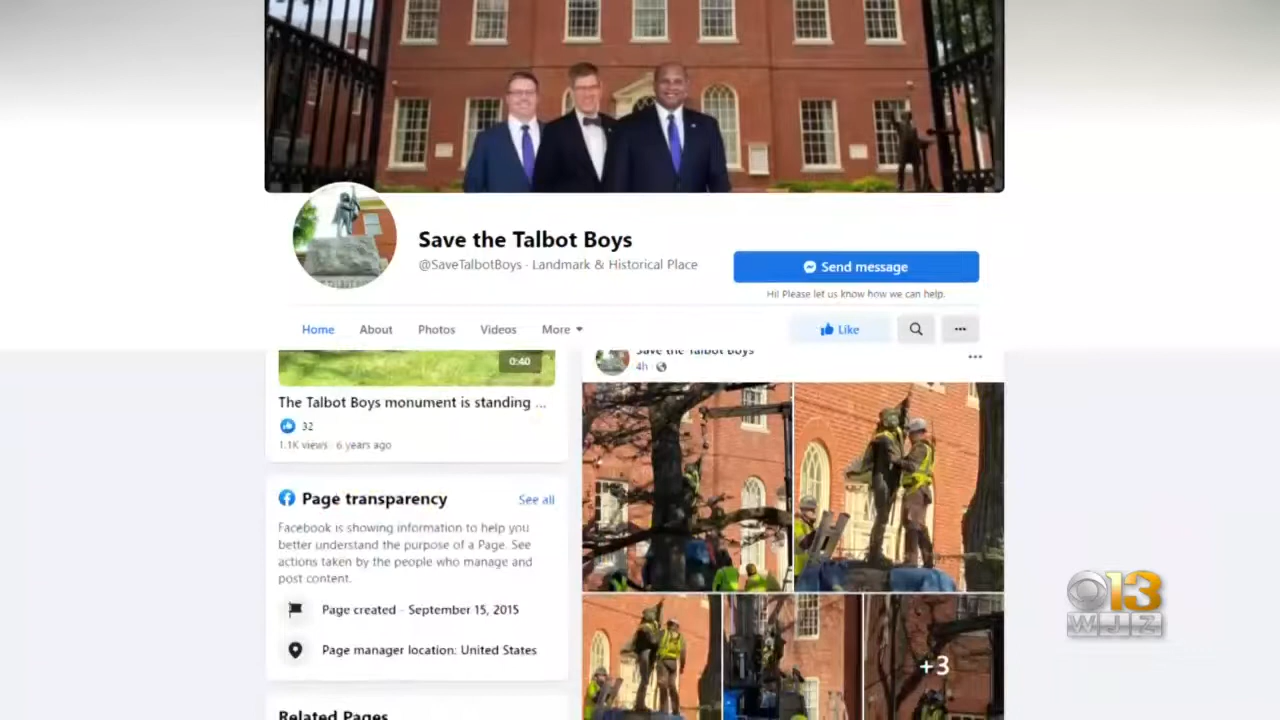 Save the Talbot Boys
@SaveTalbotBoys · Landmark & Historical Place
Send message
Hi! Please let us know how we can help.
Home
About
Photos
Videos
More
Like
0:40
The Talbot Boys monument is standing ...
32
1.1K views · 6 years ago
Page transparency
See all
Facebook is showing information to help you
better understand the purpose of a Page. See
actions taken by the people who manage and
post content.
Page created - September 15, 2015
Page manager location: United States
Related Pages
Save the Talbot Boys
4h
+3
13
WJZ